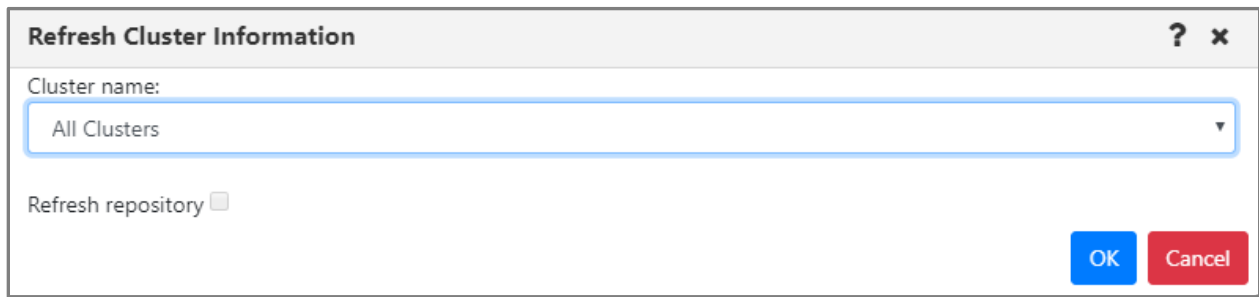 Refresh Cluster Information ? ×
Cluster name:
All Clusters
Refresh repository
OK Cancel